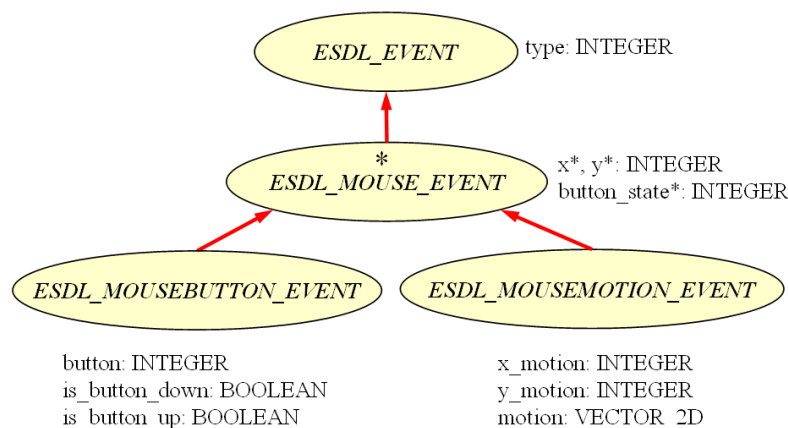 ESDL_EVENT
type: INTEGER
*
ESDL_MOUSE_EVENT
x*, y*: INTEGER
button_state*: INTEGER
ESDL_MOUSEBUTTON_EVENT
ESDL_MOUSEMOTION_EVENT
button: INTEGER
is_button_down: BOOLEAN
is_button_up: BOOLEAN
x_motion: INTEGER
y_motion: INTEGER
motion: VECTOR_2D